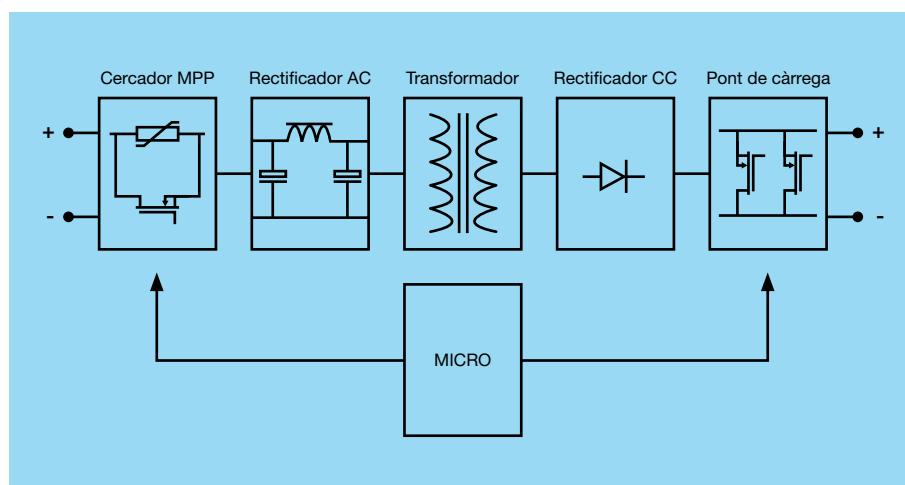 Cercador MPP
Rectificador AC
Transformador
Rectificador CC
Pont de càrrega
+
+
-
-
MICRO